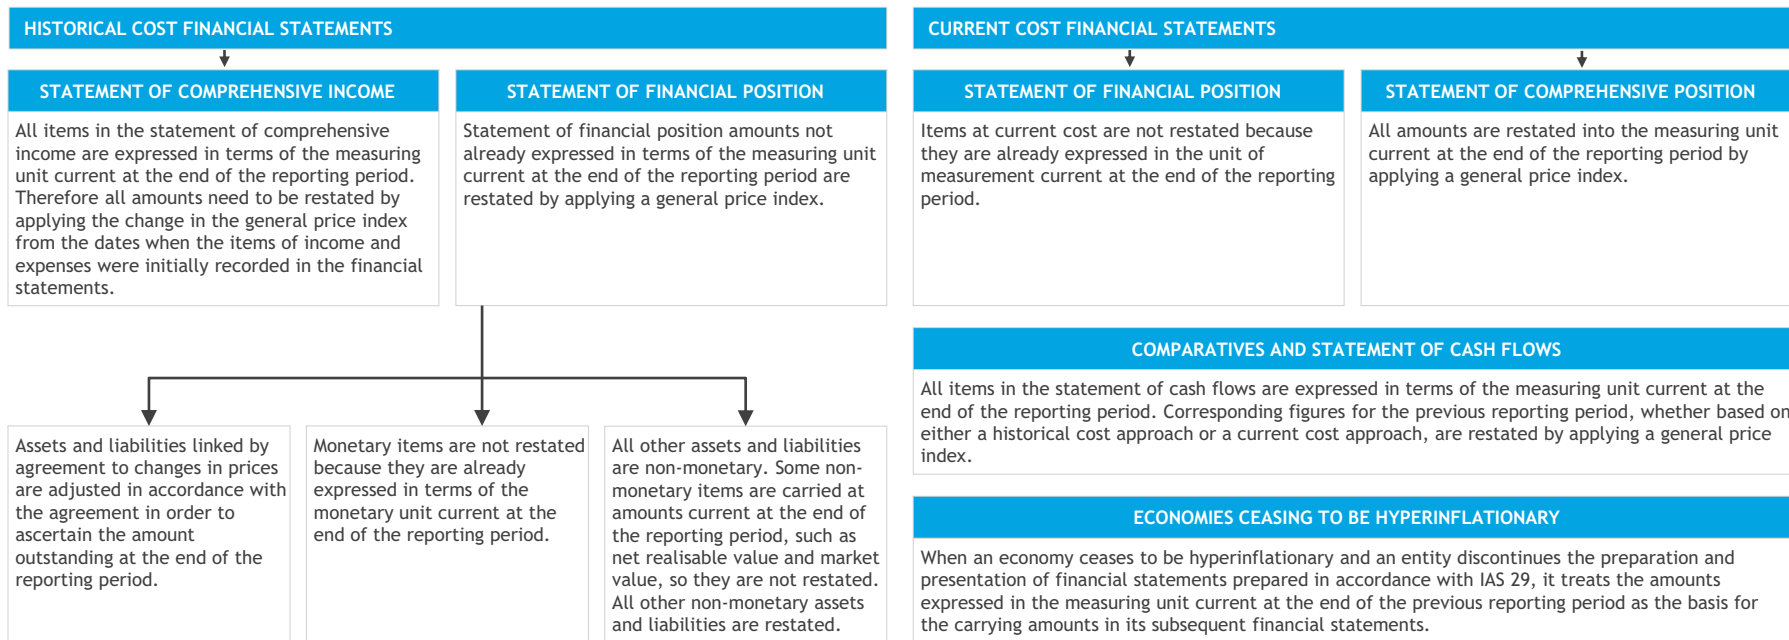 HISTORICAL COST FINANCIAL STATEMENTS
STATEMENT OF COMPREHENSIVE INCOME
All items in the statement of comprehensive
income are expressed in terms of the measuring
unit current at the end of the reporting period.
Therefore all amounts need to be restated by
applying the change in the general price index
from the dates when the items of income and
expenses were initially recorded in the financial
statements.
STATEMENT OF FINANCIAL POSITION
Statement of financial position amounts not
already expressed in terms of the measuring unit
current at the end of the reporting period are
restated by applying a general price index.
Assets and liabilities linked by
agreement to changes in prices
are adjusted in accordance with
the agreement in order to
ascertain the amount
outstanding at the end of the
reporting period.
Monetary items are not restated
because they are already
expressed in terms of the
monetary unit current at the
end of the reporting period.
All other assets and liabilities
are non-monetary. Some non-
monetary items are carried at
amounts current at the end of
the reporting period, such as
net realisable value and market
value, so they are not restated.
All other non-monetary assets
and liabilities are restated.
CURRENT COST FINANCIAL STATEMENTS
STATEMENT OF FINANCIAL POSITION
Items at current cost are not restated because
they are already expressed in the unit of
measurement current at the end of the reporting
period.
STATEMENT OF COMPREHENSIVE POSITION
All amounts are restated into the measuring unit
current at the end of the reporting period by
applying a general price index.
COMPARATIVES AND STATEMENT OF CASH FLOWS
All items in the statement of cash flows are expressed in terms of the measuring unit current at the
end of the reporting period. Corresponding figures for the previous reporting period, whether based on
either a historical cost approach or a current cost approach, are restated by applying a general price
index.
ECONOMIES CEASING TO BE HYPERINFLATIONARY
When an economy ceases to be hyperinflationary and an entity discontinues the preparation and
presentation of financial statements prepared in accordance with IAS 29, it treats the amounts
expressed in the measuring unit current at the end of the previous reporting period as the basis for
the carrying amounts in its subsequent financial statements.